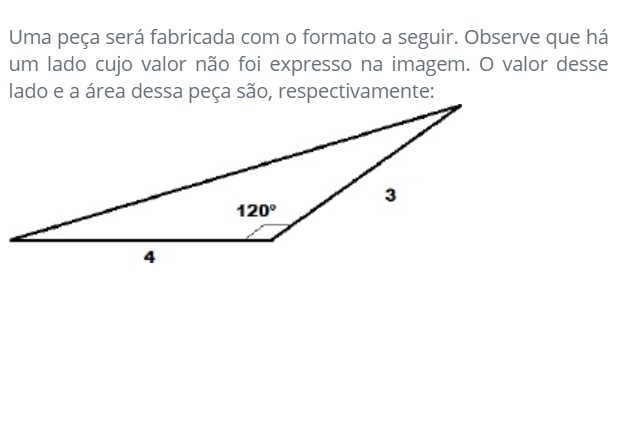 Uma peça será fabricada com o formato a seguir. Observe que há
um lado cujo valor não foi expresso na imagem. O valor desse
lado e a área dessa peça são, respectivamente:
3
120º
4